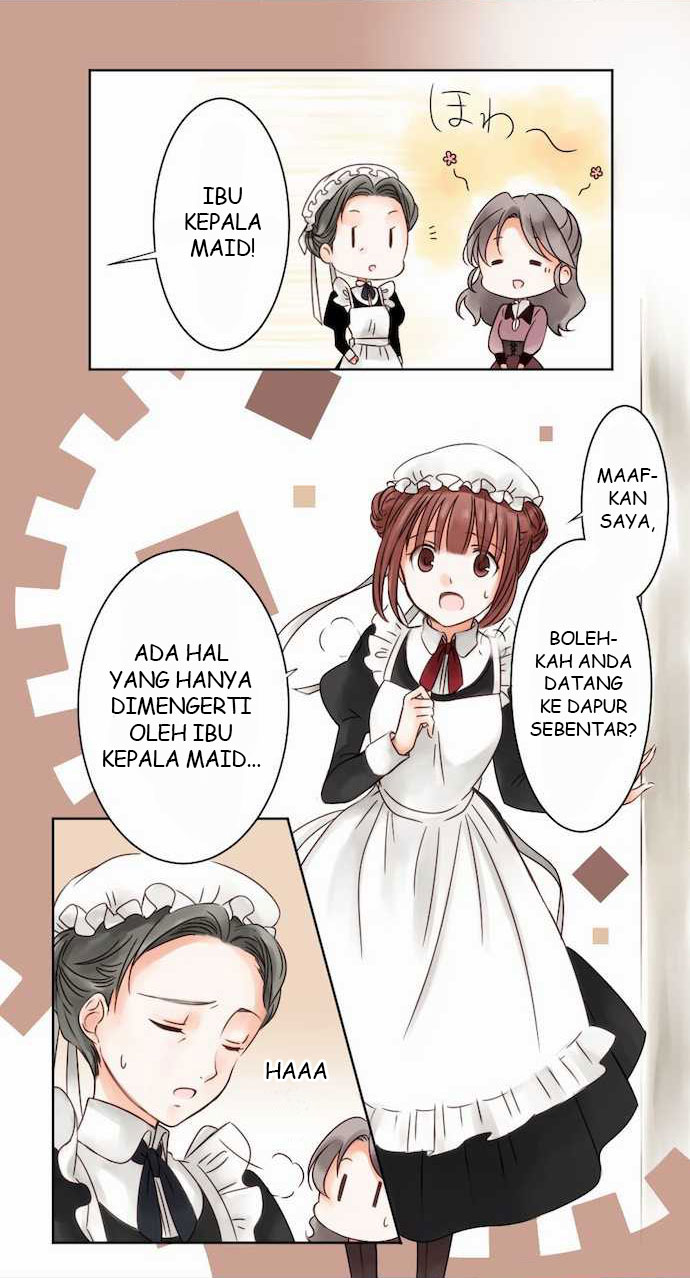 ほわ〜
IBU
KEPALA
MAID!
MAAF-
KAN
SAYA,
BOLEH-
KAH ANDA
DATANG
KE DAPUR
SEBENTAR?
ADA HAL
YANG HANYA
DIMENGERTI
OLEH IBU
KEPALA MAID...
HAAA